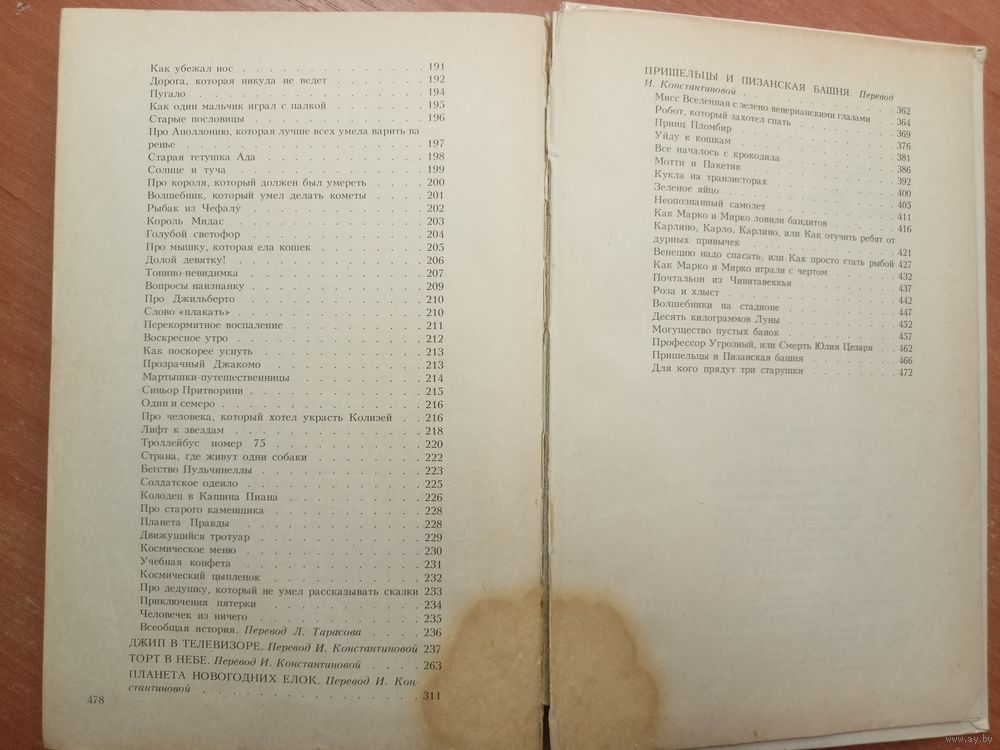 Как убежал нос . . . . . . . . . . . . . . 191
Дорога, которая никуда не ведет . . . . . . . 192
Пугало . . . . . . . . . . . . . . . . . 194
Как один мальчик играл с палкой . . . . . . . 195
Старые пословицы . . . . . . . . . . . . . 196
Про Аполлонию, которая лучше всех умела варить ва-
ренье . . . . . . . . . . . . . . . . . . 197
Старая тетушка Ада . . . . . . . . . . . . 198
Солнце и туча . . . . . . . . . . . . . . 199
Про короля, который должен был умереть . . . . 200
Волшебник, который умел делать кометы . . . . 201
Рыбак из Чефалу . . . . . . . . . . . . . 202
Король Мидас . . . . . . . . . . . . . . 203
Голубой светофор . . . . . . . . . . . . . 204
Про мышку, которая ела кошек . . . . . . . . 205
Долой девятку! . . . . . . . . . . . . . . 206
Тонино-невидимка . . . . . . . . . . . . . 207
Вопросы наизнанку . . . . . . . . . . . . 209
Про Джильберто . . . . . . . . . . . . . 210
Слово «плакать» . . . . . . . . . . . . . 210
Перекормитное воспаление . . . . . . . . . 211
Воскресное утро . . . . . . . . . . . . . 212
Как поскорее уснуть . . . . . . . . . . . . 213
Прозрачный Джакомо . . . . . . . . . . . 213
Мартышки-путешественницы . . . . . . . . 214
Синьор Притворини . . . . . . . . . . . . 215
Один и семеро . . . . . . . . . . . . . . 216
Про человека, который хотел украсть Колизей . . 216
Лифт к звездам . . . . . . . . . . . . . 218
Троллейбус номер 75 . . . . . . . . . . . 220
Страна, где живут одни собаки . . . . . . . 222
Бегство Пульчинеллы . . . . . . . . . . . 223
Солдатское одеяло . . . . . . . . . . . . 225
Колодец в Кашина Пиана . . . . . . . . . 226
Про старого каменщика . . . . . . . . . . 228
Планета Правды . . . . . . . . . . . . . 228
Движущийся тротуар . . . . . . . . . . . 229
Космическое меню . . . . . . . . . . . . 230
Учебная конфета . . . . . . . . . . . . . 231
Космический цыпленок . . . . . . . . . . 232
Про дедушку, который не умел рассказывать сказки 233
Приключения пятерки . . . . . . . . . . . 234
Человечек из ничего . . . . . . . . . . . 235
Всеобщая история. Перевод Л. Тарасова . . . . 236
ДЖИП В ТЕЛЕВИЗОРЕ. Перевод И. Константиновой 237
ТОРТ В НЕБЕ. Перевод И. Константиновой . . . . 263
ПЛАНЕТА НОВОГОДНИХ ЕЛОК. Перевод И. Кон-
стантиновой . . . . . . . . . . . . . . . 311
478
ПРИШЕЛЬЦЫ И ПИЗАНСКАЯ БАШНЯ. Перевод
И. Константиновой . . . . . . . . . . . . 362
Мисс Вселенная с зелено-венерианскими глазами . 364
Робот, который захотел спать . . . . . . . . 369
Принц Пломбир . . . . . . . . . . . . . 376
Уйду к кошкам . . . . . . . . . . . . . 381
Все началось с крокодила . . . . . . . . . 386
Мотти и Пакетик . . . . . . . . . . . . 392
Кукла на транзисторах . . . . . . . . . . 400
Зеленое яйцо . . . . . . . . . . . . . . 405
Неопознанный самолет . . . . . . . . . . 411
Как Марко и Мирко ловили бандитов . . . . . 416
Карлино, Карло, Карлино, или Как отучить ребят от
дурных привычек . . . . . . . . . . . . 421
Венецию надо спасать, или Как просто стать рыбой 427
Как Марко и Мирко играли с чертом . . . . . 432
Почтальон из Чивитавеккья . . . . . . . . 437
Роза и хлыст . . . . . . . . . . . . . . 442
Волшебники на стадионе . . . . . . . . . 447
Десять килограммов Луны . . . . . . . . . 452
Могущество пустых банок . . . . . . . . . 457
Профессор Угрозный, или Смерть Юлия Цезаря . . 462
Пришельцы и Пизанская башня . . . . . . . 466
Для кого прядут три старушки . . . . . . . 472
www.ay.by